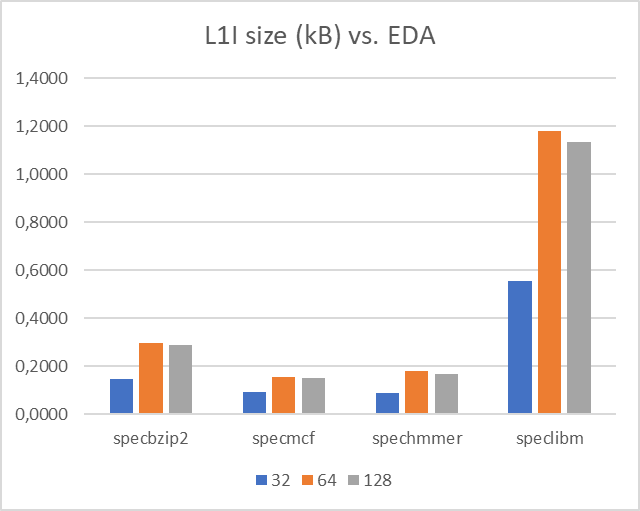 L1I size (kB) vs. EDA
1,4000
1,2000
1,0000
0,8000
0,6000
0,4000
0,2000
0,0000
specbzip2 specmcf spechmmer speclibm
32 64 128